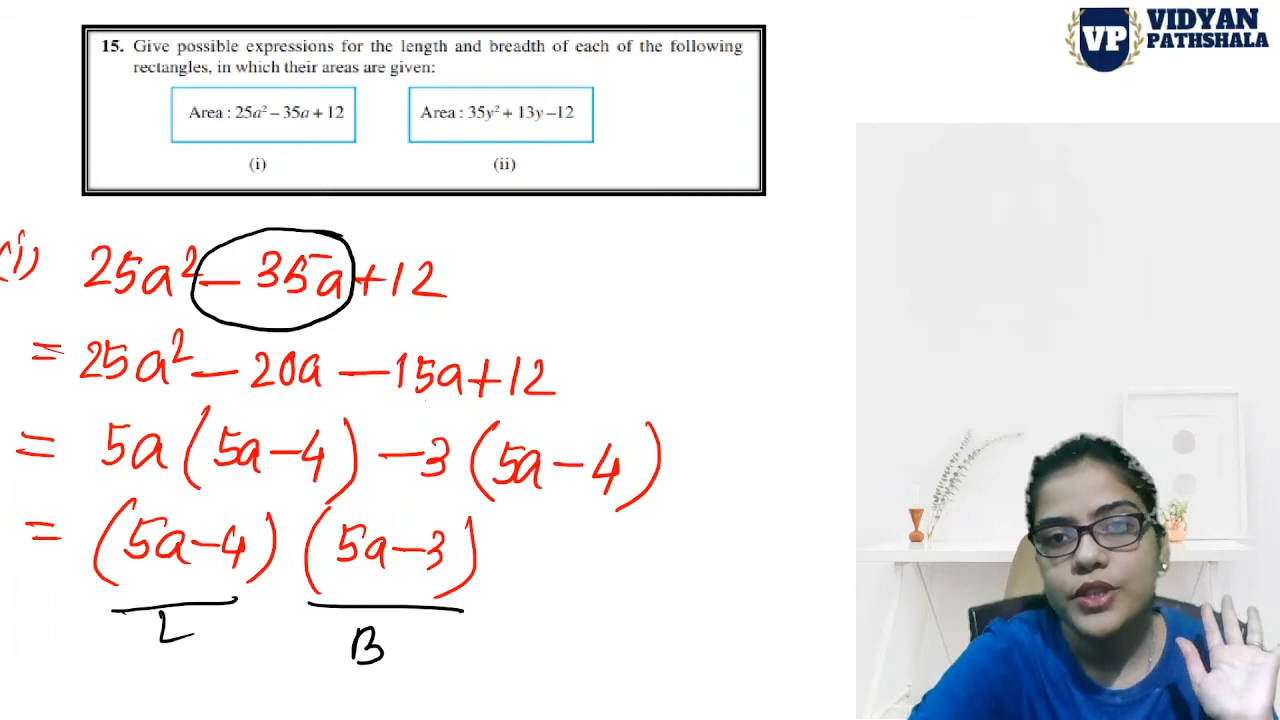 VIDYAN
PATHSHALA
VP
15. Give possible expressions for the length and breadth of each of the following
rectangles, in which their areas are given:
Area : 25a² – 35a + 12
Area : 35y² + 13y –12
(i)
(ii)
(i) 25a² – 35a + 12
= 25a² – 20a – 15a + 12
= 5a (5a – 4) – 3 (5a – 4)
= (5a – 4) (5a – 3)
L
B